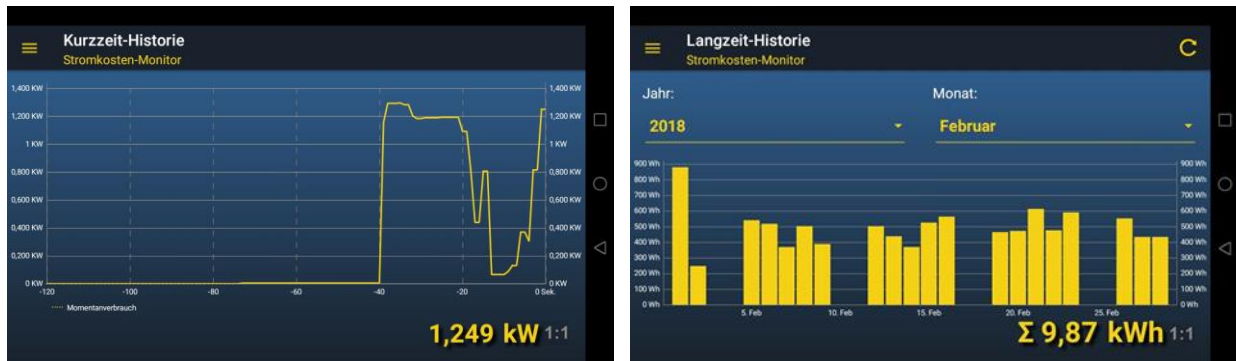 Kurzzeit-Historie
Stromkosten-Monitor
1,400 KW 1,400 KW
1,200 KW 1,200 KW
1 KW 1 KW
0,800 KW 0,800 KW
0,600 KW 0,600 KW
0,400 KW 0,400 KW
0,200 KW 0,200 KW
0 KW 0 KW
-120 -100 -80 -60 -40 -20 0 Sek.
Momentanverbrauch
1,249 kW 1:1
Langzeit-Historie
Stromkosten-Monitor
Jahr: Monat:
2018 Februar
900 Wh 900 Wh
800 Wh 800 Wh
700 Wh 700 Wh
600 Wh 600 Wh
500 Wh 500 Wh
400 Wh 400 Wh
300 Wh 300 Wh
200 Wh 200 Wh
100 Wh 100 Wh
0 Wh 0 Wh
5. Feb 10. Feb 15. Feb 20. Feb 25. Feb
Σ 9,87 kWh 1:1